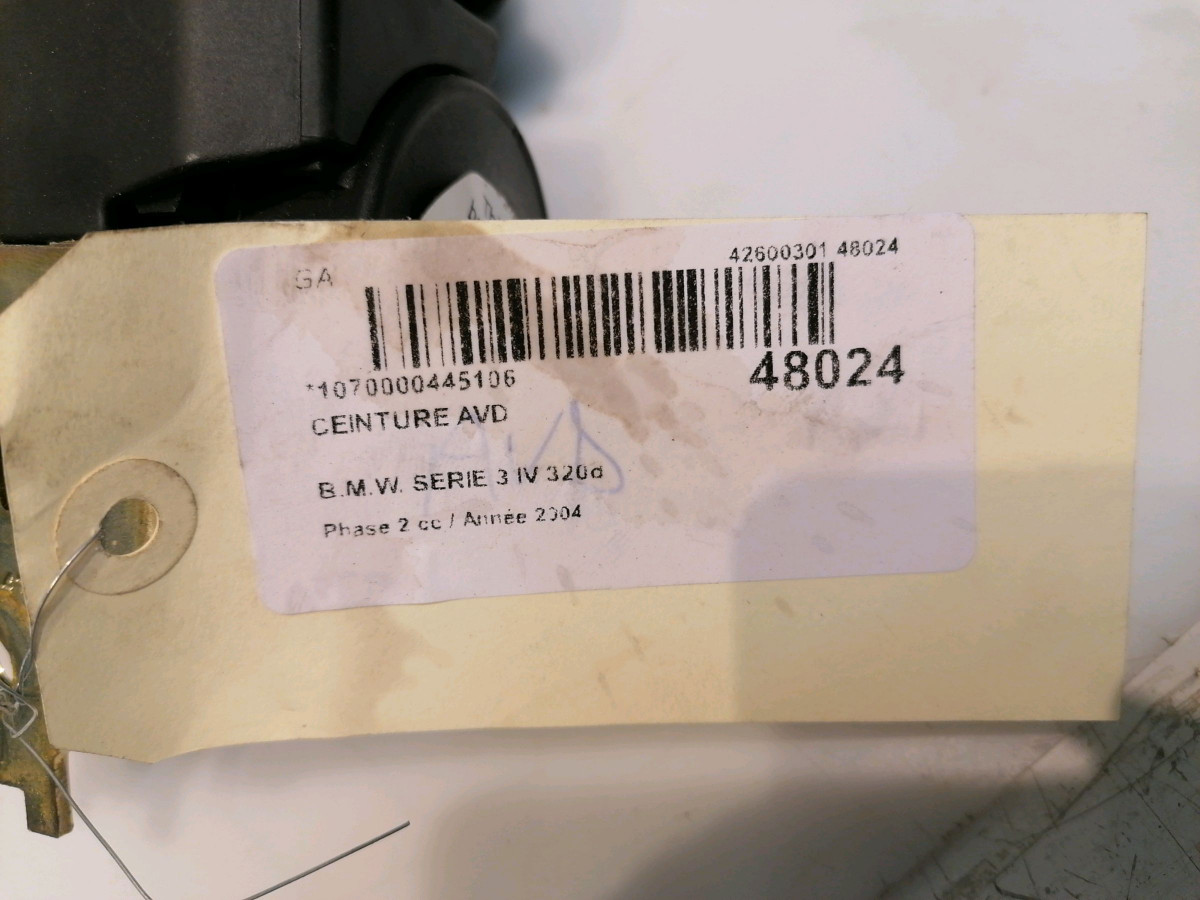 GA
42600301 48024
*1070000445106
48024
CEINTURE AVD
B.M.W. SERIE 3 IV 320d
Phase 2 cc / Année 2004